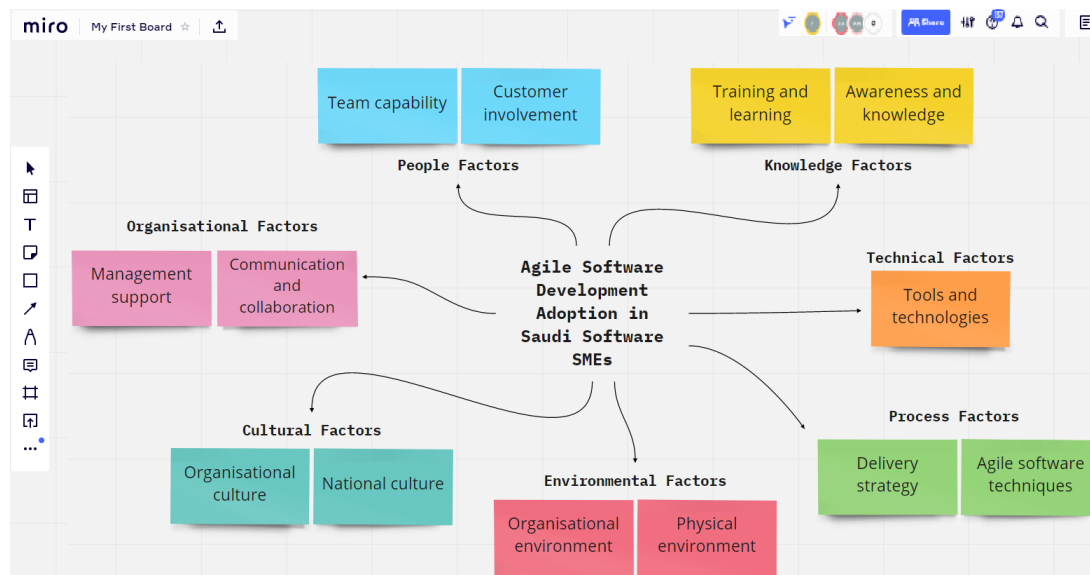 miro
My First Board
Share
157
Team capability
Customer
involvement
People Factors
Training and
learning
Awareness and
knowledge
Knowledge Factors
Organisational Factors
Management
support
Communication
and
collaboration
Agile Software
Development
Adoption in
Saudi Software
SMEs
Technical Factors
Tools and
technologies
Process Factors
Delivery
strategy
Agile software
techniques
Cultural Factors
Organisational
culture
National culture
Environmental Factors
Organisational
environment
Physical
environment